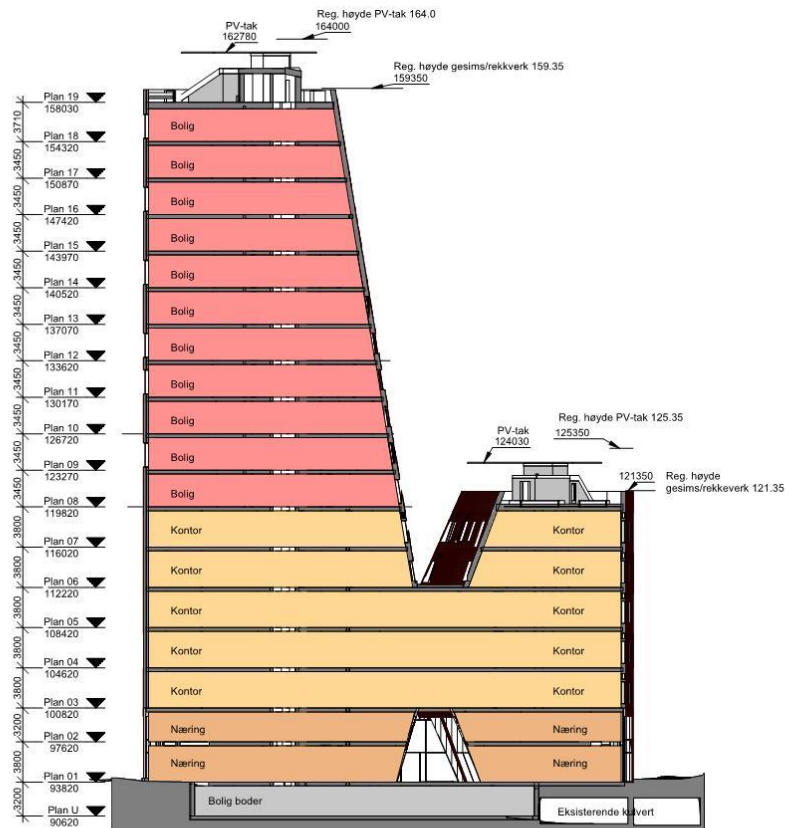 PV-tak
162780
Reg. høyde PV-tak 164.0
164000
Reg. høyde gesims/rekkverk 159.35
159350
Plan 19
158030
3710
Bolig
Plan 18
154320
3450
Bolig
Plan 17
150870
3450
Bolig
Plan 16
147420
3450
Bolig
Plan 15
143970
3450
Bolig
Plan 14
140520
3450
Bolig
Plan 13
137070
3450
Bolig
Plan 12
133620
3450
Bolig
Plan 11
130170
3450
Bolig
Plan 10
126720
3450
Bolig
Plan 09
123270
3450
Bolig
Plan 08
119820
Reg. høyde PV-tak 125.35
125350
PV-tak
124030
121350
Reg. høyde
gesims/rekkeverk 121.35
3800
Kontor
Kontor
Plan 07
116020
3800
Kontor
Kontor
Plan 06
112220
3800
Kontor
Kontor
Plan 05
108420
3800
Kontor
Kontor
Plan 04
104620
3800
Kontor
Kontor
Plan 03
100820
3200
Næring
Næring
Plan 02
97620
3800
Næring
Næring
Plan 01
93820
3200
Bolig boder
Eksisterende kulvert
Plan U
90620